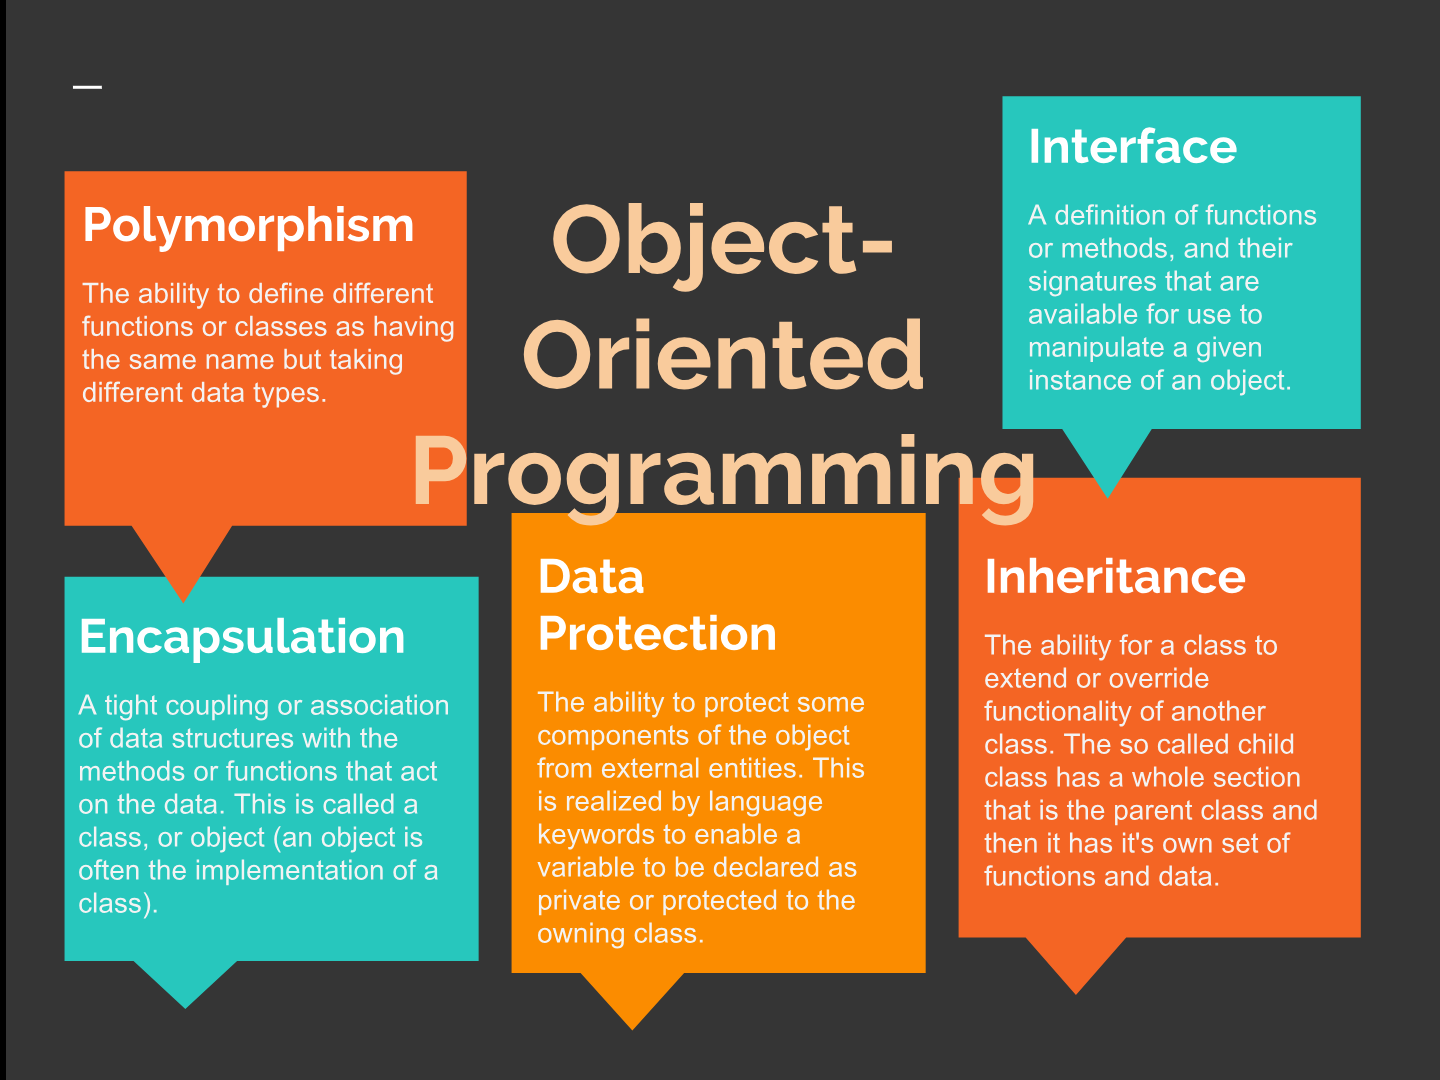 Object-
Oriented
Programming
Polymorphism
The ability to define different
functions or classes as having
the same name but taking
different data types.
Encapsulation
A tight coupling or association
of data structures with the
methods or functions that act
on the data. This is called a
class, or object (an object is
often the implementation of a
class).
Data
Protection
The ability to protect some
components of the object
from external entities. This
is realized by language
keywords to enable a
variable to be declared as
private or protected to the
owning class.
Interface
A definition of functions
or methods, and their
signatures that are
available for use to
manipulate a given
instance of an object.
Inheritance
The ability for a class to
extend or override
functionality of another
class. The so called child
class has a whole section
that is the parent class and
then it has it's own set of
functions and data.